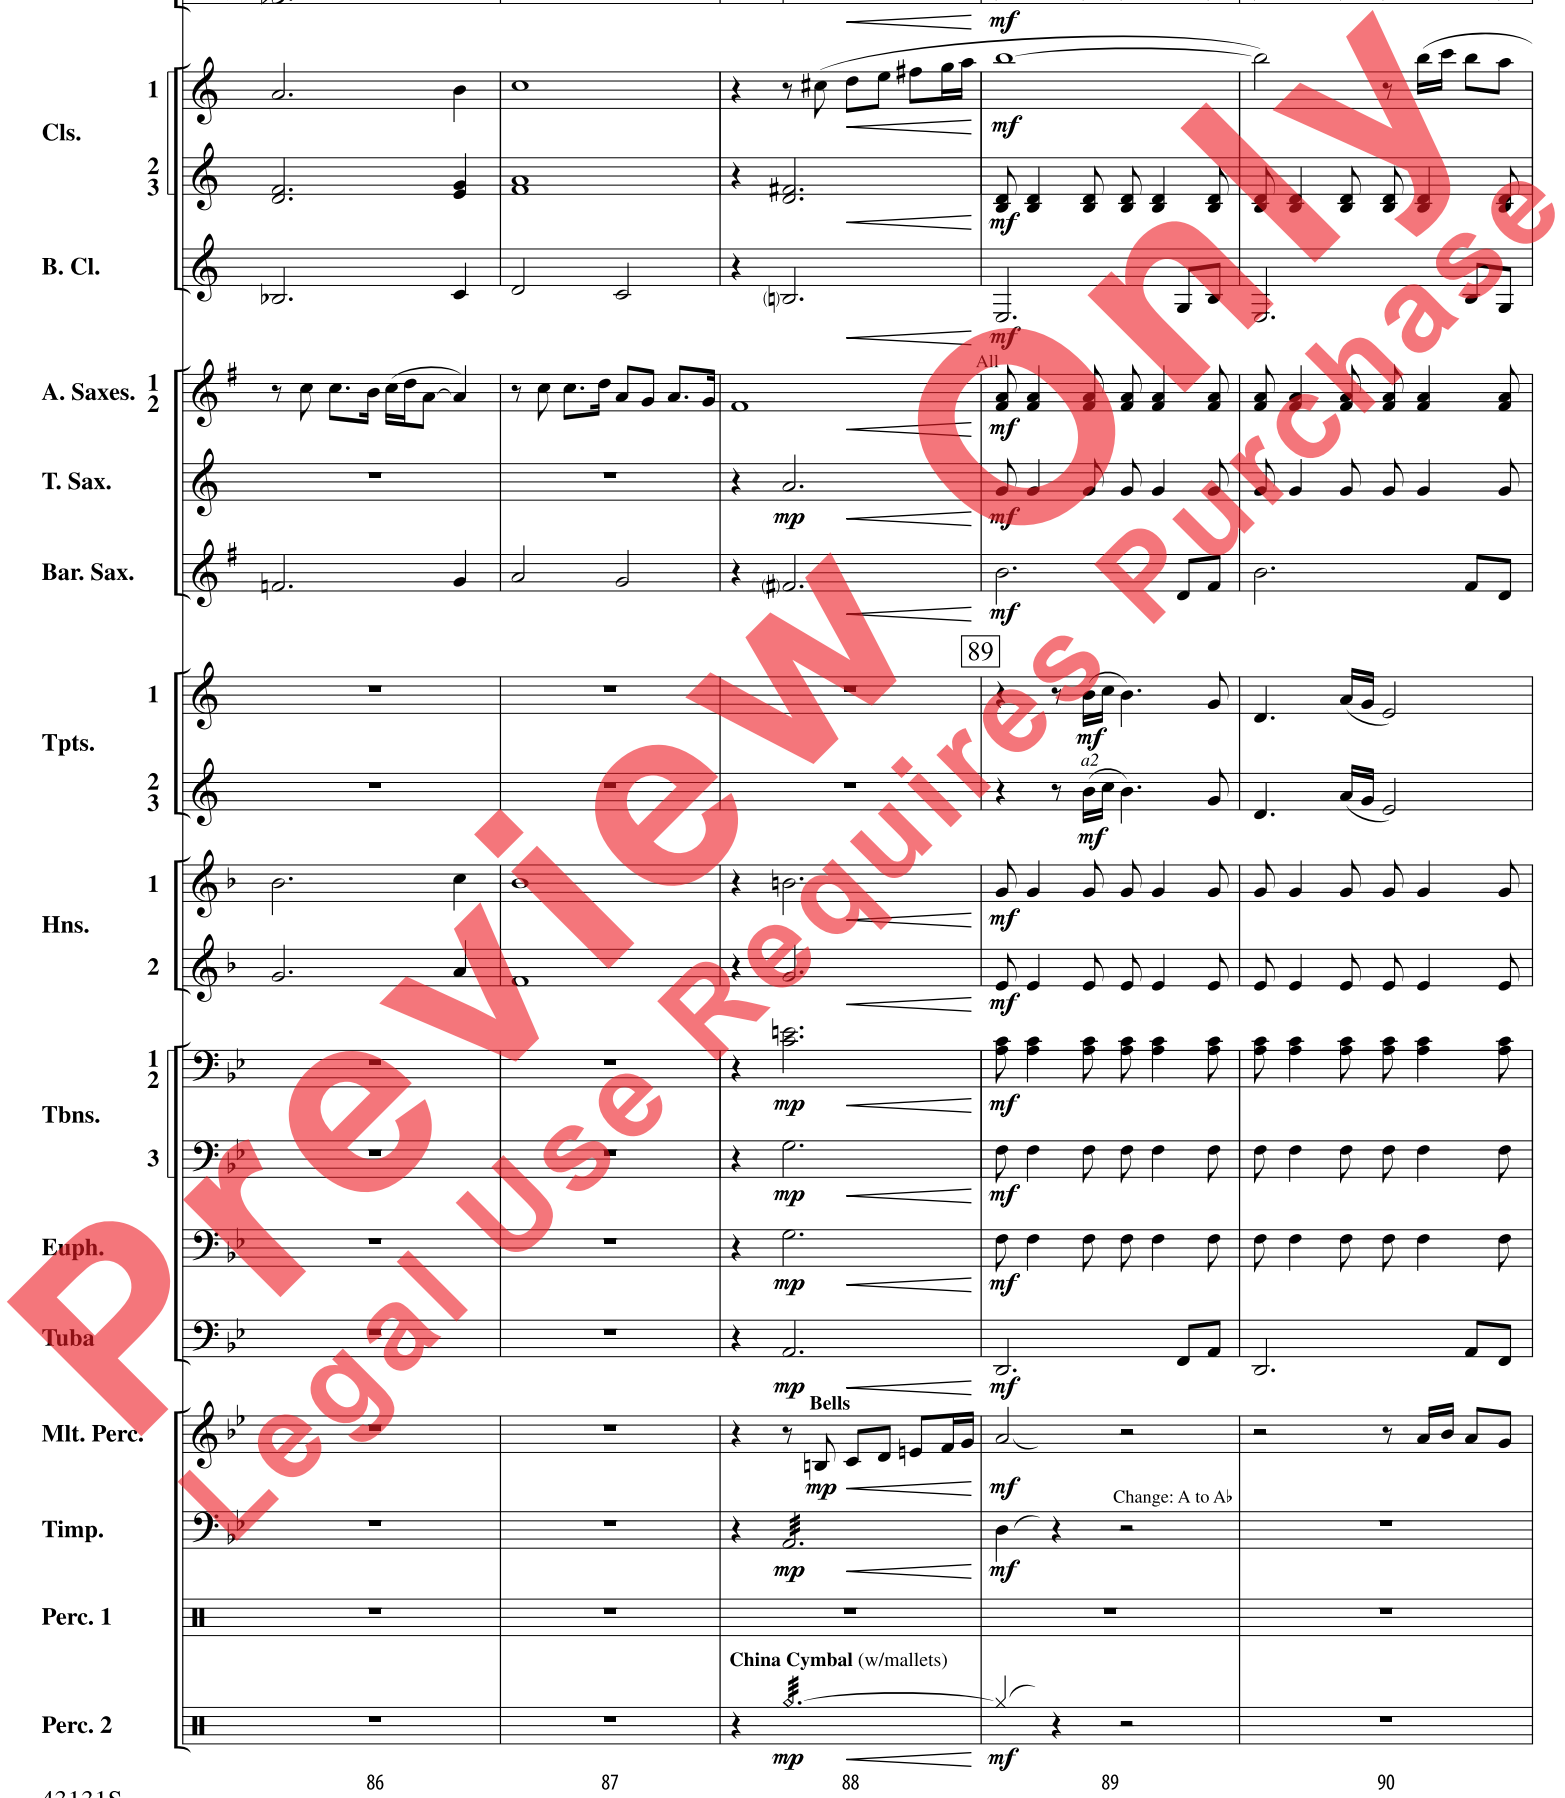 mf
1
Cls.
mf
2
3
mf
B. Cl.
mf
All
A. Saxes. 1
2
mf
T. Sax.
mp
mf
Bar. Sax.
mf
89
1
mf
Tpts.
a2
2
3
mf
1
Hns.
mf
2
mf
1
2
mp
mf
Tbns.
3
mp
mf
Euph.
mp
mf
Tuba
mp
mf
Bells
Mlt. Perc.
mp
mf
Change: A to A♭
Timp.
mp
mf
Perc. 1
China Cymbal (w/mallets)
Perc. 2
mp
mf
86 87 88 89 90
Preview Only
Legal Use Requires Purchase